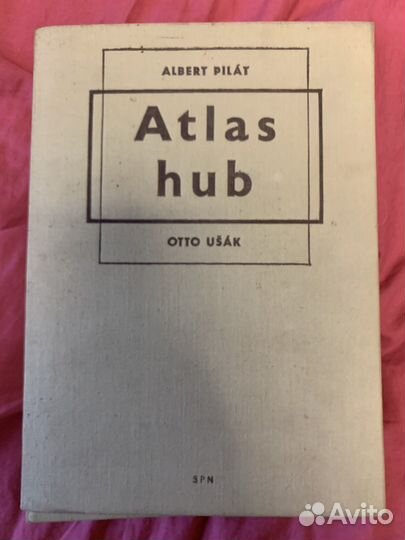 ALBERT PILÁT
Atlas
hub
OTTO UŠÁK
SPN
Avito